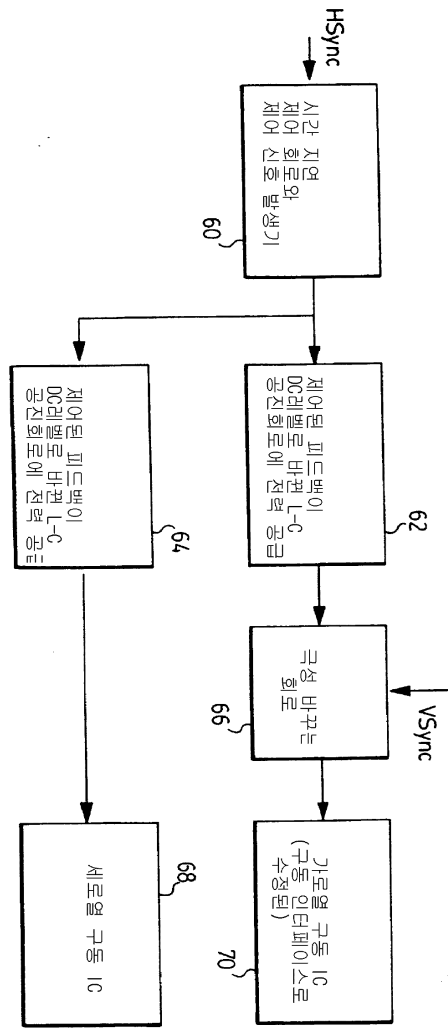 HSync
시간 지연
제어 회로와
제어 신호 발생기
60
제어된 피드백이
DC레벨로 바뀐 L-C
공진회로에 전력 공급
62
제어된 피드백이
DC레벨로 바뀐 L-C
공진회로에 전력 공급
64
VSync
극성 바꾸는
회로
66
가로열 구동 IC
(구동 인터페이스로
수정된)
70
세로열 구동 IC
68